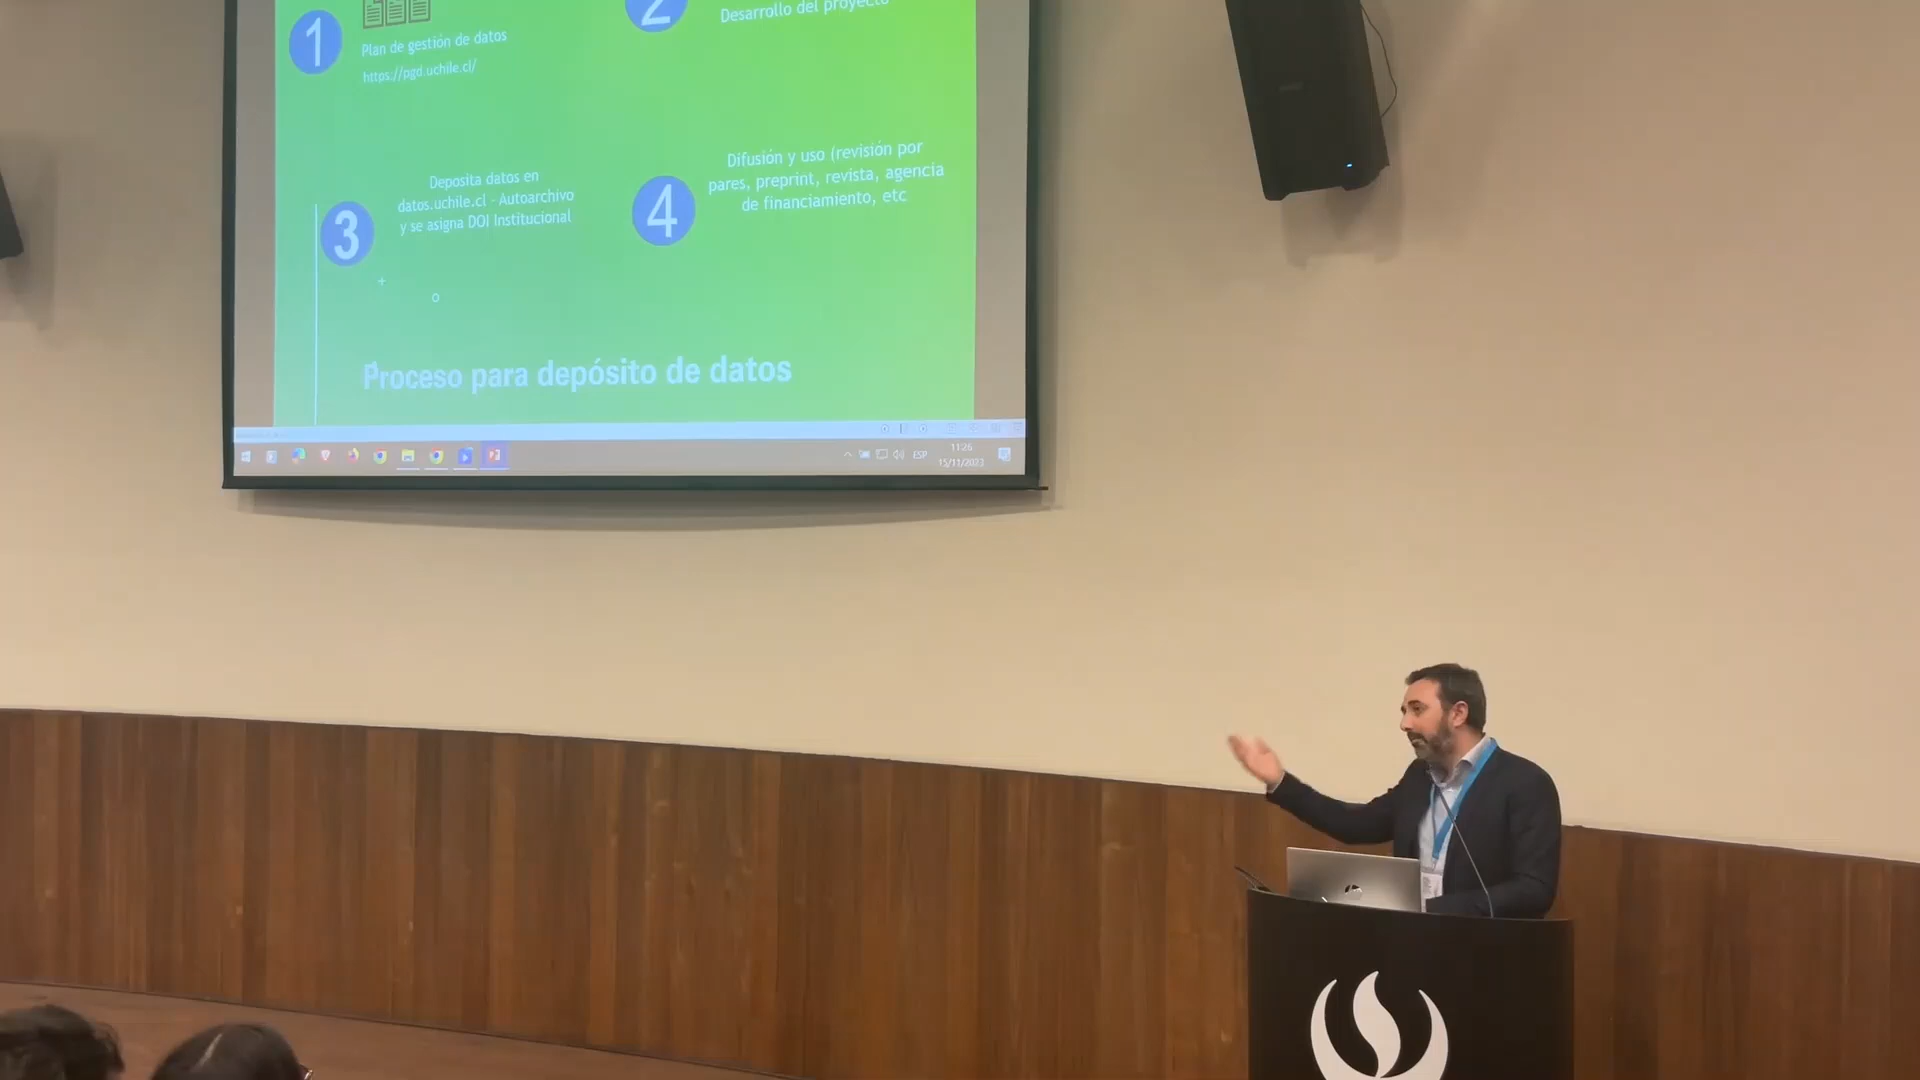 1
Plan de gestión de datos
https://pgd.uchile.cl/
2
Desarrollo del proyecto
3
Deposita datos en
datos.uchile.cl - Autoarchivo
y se asigna DOI Institucional
4
Difusión y uso (revisión por
pares, preprint, revista, agencia
de financiamiento, etc
Proceso para depósito de datos
ESP
11:26
15/11/2023